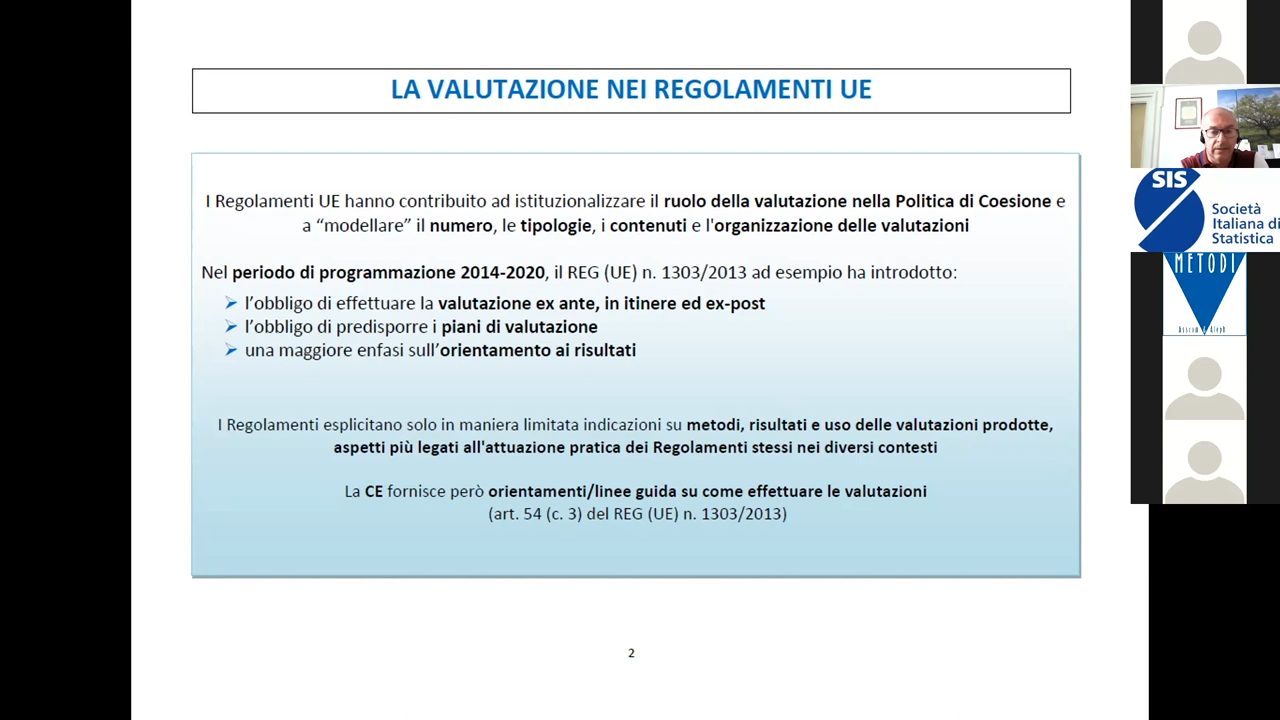 LA VALUTAZIONE NEI REGOLAMENTI UE
I Regolamenti UE hanno contribuito ad istituzionalizzare il ruolo della valutazione nella Politica di Coesione e
a “modellare” il numero, le tipologie, i contenuti e l'organizzazione delle valutazioni
Nel periodo di programmazione 2014-2020, il REG (UE) n. 1303/2013 ad esempio ha introdotto:
l’obbligo di effettuare la valutazione ex ante, in itinere ed ex-post
l’obbligo di predisporre i piani di valutazione
una maggiore enfasi sull’orientamento ai risultati
I Regolamenti esplicitano solo in maniera limitata indicazioni su metodi, risultati e uso delle valutazioni prodotte,
aspetti più legati all'attuazione pratica dei Regolamenti stessi nei diversi contesti
La CE fornisce però orientamenti/linee guida su come effettuare le valutazioni
(art. 54 (c. 3) del REG (UE) n. 1303/2013)
2
SIS
Società
Italiana di
Statistica
METODI